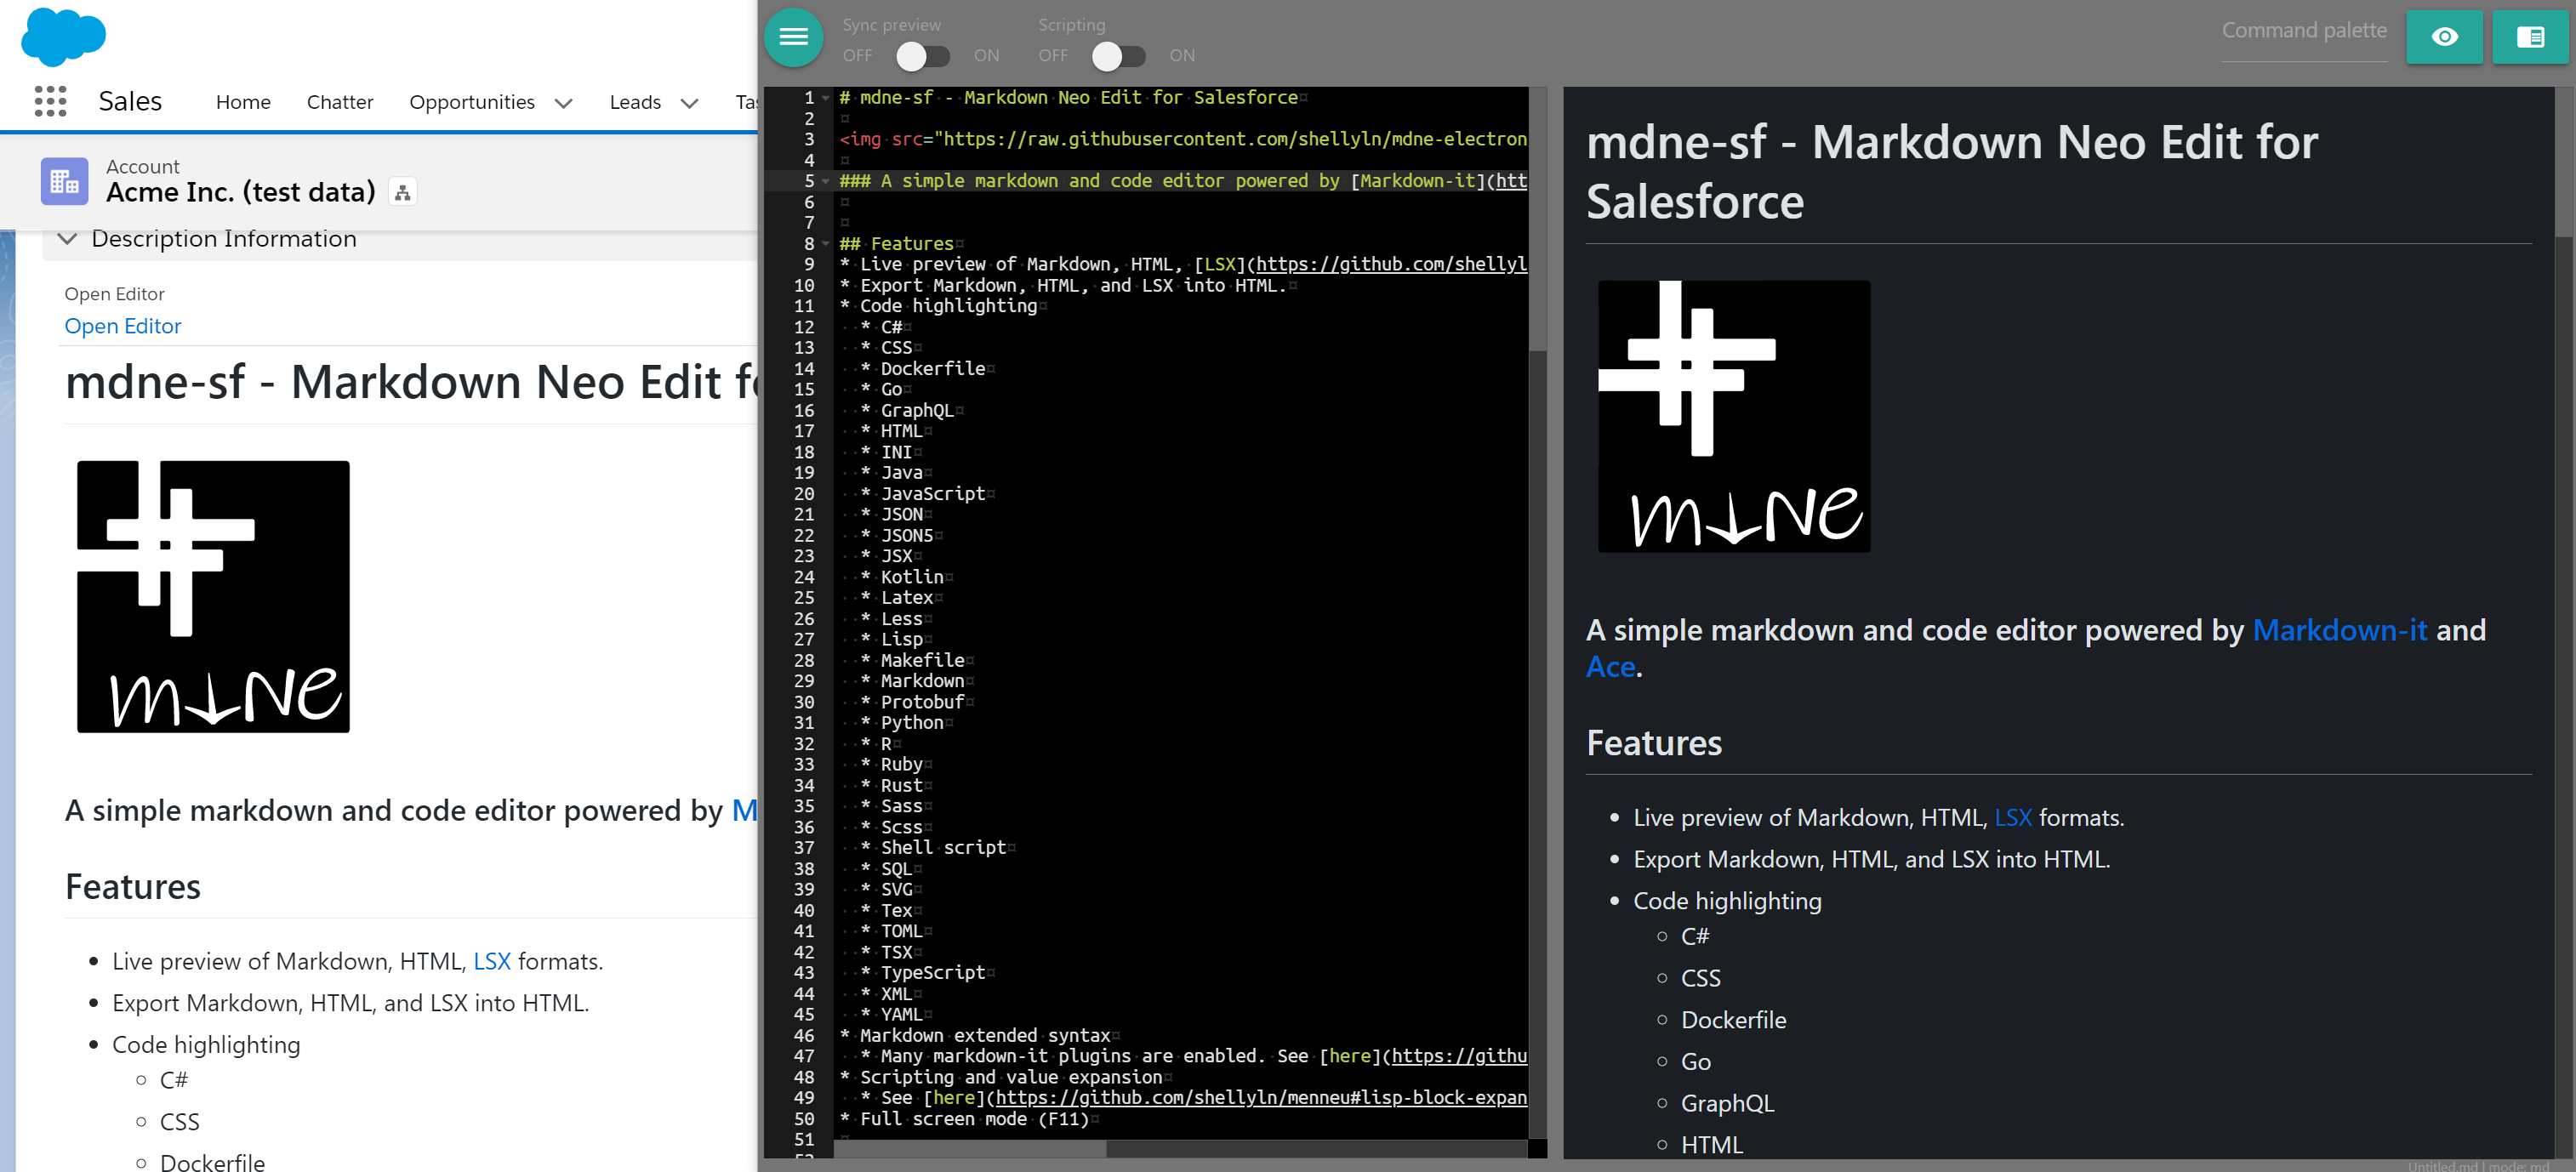 Sales
Home
Chatter
Opportunities
Leads
Account
Acme Inc. (test data)
Description Information
Open Editor
Open Editor
mdne-sf - Markdown Neo Edit
mdne
A simple markdown and code editor powered by
Features
Live preview of Markdown, HTML, LSX formats.
Export Markdown, HTML, and LSX into HTML.
Code highlighting
C#
CSS
Dockerfile
Sync preview
OFF
ON
Scripting
OFF
ON
Command palette
1 # mdne-sf - Markdown Neo Edit for Salesforce
2
3 <img src="https://raw.githubusercontent.com/shellyln/mdne-electron
4
5 ### A simple markdown and code editor powered by [Markdown-it](htt
6
7
8 ## Features
9 * Live preview of Markdown, HTML, [LSX](https://github.com/shellyl
10 * Export Markdown, HTML, and LSX into HTML.
11 * Code highlighting
12 * C#
13 * CSS
14 * Dockerfile
15 * Go
16 * GraphQL
17 * HTML
18 * INI
19 * Java
20 * JavaScript
21 * JSON
22 * JSON5
23 * JSX
24 * Kotlin
25 * Latex
26 * Less
27 * Lisp
28 * Makefile
29 * Markdown
30 * Protobuf
31 * Python
32 * R
33 * Ruby
34 * Rust
35 * Sass
36 * Scss
37 * Shell script
38 * SQL
39 * SVG
40 * Tex
41 * TOML
42 * TSX
43 * TypeScript
44 * XML
45 * YAML
46 * Markdown extended syntax
47 * Many markdown-it plugins are enabled. See [here](https://githu
48 * Scripting and value expansion
49 * See [here](https://github.com/shellyln/menneu#lisp-block-expan
50 * Full screen mode (F11)
51
mdne-sf - Markdown Neo Edit for
Salesforce
mdne
A simple markdown and code editor powered by Markdown-it and
Ace.
Features
Live preview of Markdown, HTML, LSX formats.
Export Markdown, HTML, and LSX into HTML.
Code highlighting
C#
CSS
Dockerfile
Go
GraphQL
HTML
Untitled.md | mode: md